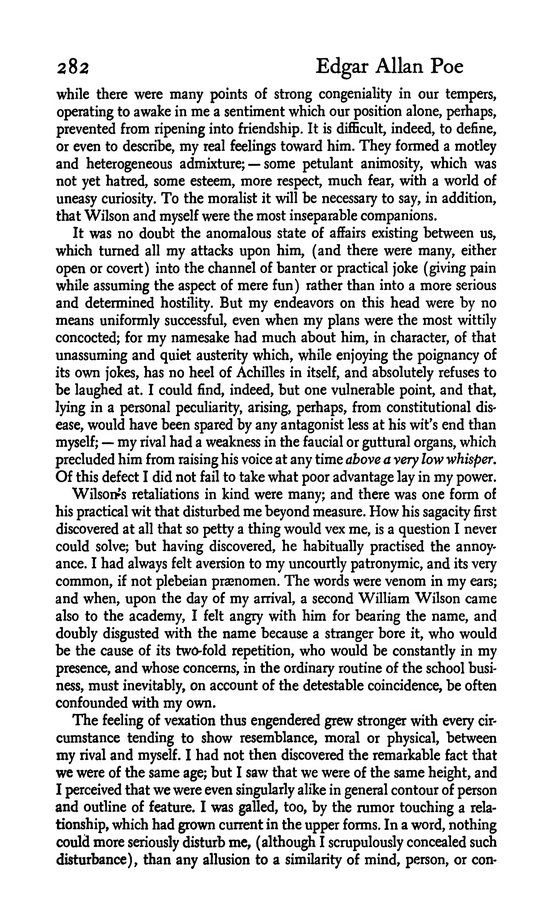 282 Edgar Allan Poe
while there were many points of strong congeniality in our tempers,
operating to awake in me a sentiment which our position alone, perhaps,
prevented from ripening into friendship. It is difficult, indeed, to define,
or even to describe, my real feelings toward him. They formed a motley
and heterogeneous admixture; — some petulant animosity, which was
not yet hatred, some esteem, more respect, much fear, with a world of
uneasy curiosity. To the moralist it will be necessary to say, in addition,
that Wilson and myself were the most inseparable companions.
It was no doubt the anomalous state of affairs existing between us,
which turned all my attacks upon him, (and there were many, either
open or covert) into the channel of banter or practical joke (giving pain
while assuming the aspect of mere fun) rather than into a more serious
and determined hostility. But my endeavors on this head were by no
means uniformly successful, even when my plans were the most wittily
concocted; for my namesake had much about him, in character, of that
unassuming and quiet austerity which, while enjoying the poignancy of
its own jokes, has no heel of Achilles in itself, and absolutely refuses to
be laughed at. I could find, indeed, but one vulnerable point, and that,
lying in a personal peculiarity, arising, perhaps, from constitutional dis-
ease, would have been spared by any antagonist less at his wit's end than
myself; — my rival had a weakness in the faucial or guttural organs, which
precluded him from raising his voice at any time above a very low whisper.
Of this defect I did not fail to take what poor advantage lay in my power.
Wilson's retaliations in kind were many; and there was one form of
his practical wit that disturbed me beyond measure. How his sagacity first
discovered at all that so petty a thing would vex me, is a question I never
could solve; but having discovered, he habitually practised the annoy-
ance. I had always felt aversion to my uncourtly patronymic, and its very
common, if not plebeian prænomen. The words were venom in my ears;
and when, upon the day of my arrival, a second William Wilson came
also to the academy, I felt angry with him for bearing the name, and
doubly disgusted with the name because a stranger bore it, who would
be the cause of its two-fold repetition, who would be constantly in my
presence, and whose concerns, in the ordinary routine of the school busi-
ness, must inevitably, on account of the detestable coincidence, be often
confounded with my own.
The feeling of vexation thus engendered grew stronger with every cir-
cumstance tending to show resemblance, moral or physical, between
my rival and myself. I had not then discovered the remarkable fact that
we were of the same age; but I saw that we were of the same height, and
I perceived that we were even singularly alike in general contour of person
and outline of feature. I was galled, too, by the rumor touching a rela-
tionship, which had grown current in the upper forms. In a word, nothing
could more seriously disturb me, (although I scrupulously concealed such
disturbance), than any allusion to a similarity of mind, person, or con-